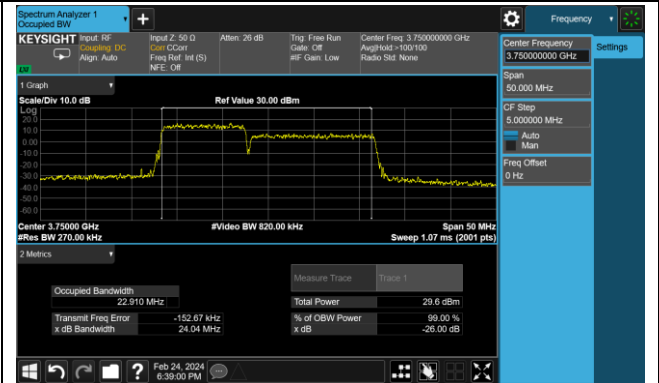 Spectrum Analyzer 1
Occupied BW
Frequency
KEYSIGHT
Input: RF
Coupling: DC
Align: Auto
Input Z: 50 Ω
Corr CCorr
Freq Ref: Int (S)
NFE: Off
Atten: 26 dB
Trig: Free Run
Gate: Off
#IF Gain: Low
Center Freq: 3.750000000 GHz
Avg|Hold:>100/100
Radio Std: None
Center Frequency
3.750000000 GHz
Settings
Span
50.000 MHz
CF Step
5.000000 MHz
Auto
Man
Freq Offset
0 Hz
1 Graph
Scale/Div 10.0 dB
Ref Value 30.00 dBm
Log
20.0
10.0
0.00
-10.0
-20.0
-30.0
-40.0
-50.0
-60.0
Center 3.75000 GHz
#Video BW 820.00 kHz
Span 50 MHz
#Res BW 270.00 kHz
Sweep 1.07 ms (2001 pts)
2 Metrics
Measure Trace
Trace 1
Occupied Bandwidth
22.910 MHz
Total Power
29.6 dBm
Transmit Freq Error
-152.67 kHz
% of OBW Power
99.00 %
x dB Bandwidth
24.04 MHz
x dB
-26.00 dB
Feb 24, 2024
6:39:00 PM